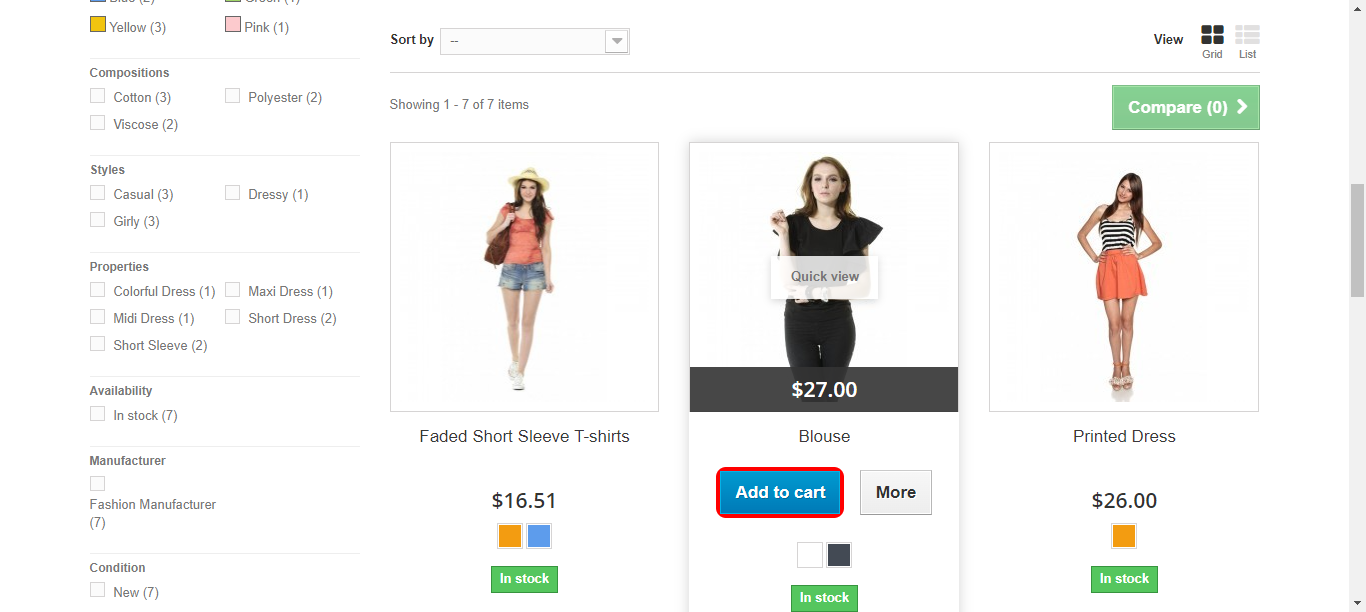 Blue (2) Green (1)
Yellow (3) Pink (1)
Compositions
Cotton (3) Polyester (2)
Viscose (2)
Styles
Casual (3) Dressy (1)
Girly (3)
Properties
Colorful Dress (1) Maxi Dress (1)
Midi Dress (1) Short Dress (2)
Short Sleeve (2)
Availability
In stock (7)
Manufacturer
Fashion Manufacturer
(7)
Condition
New (7)
Sort by --
View
Grid List
Showing 1 - 7 of 7 items
Compare (0)
Faded Short Sleeve T-shirts
$16.51
In stock
Quick view
$27.00
Blouse
Add to cart More
In stock
Printed Dress
$26.00
In stock